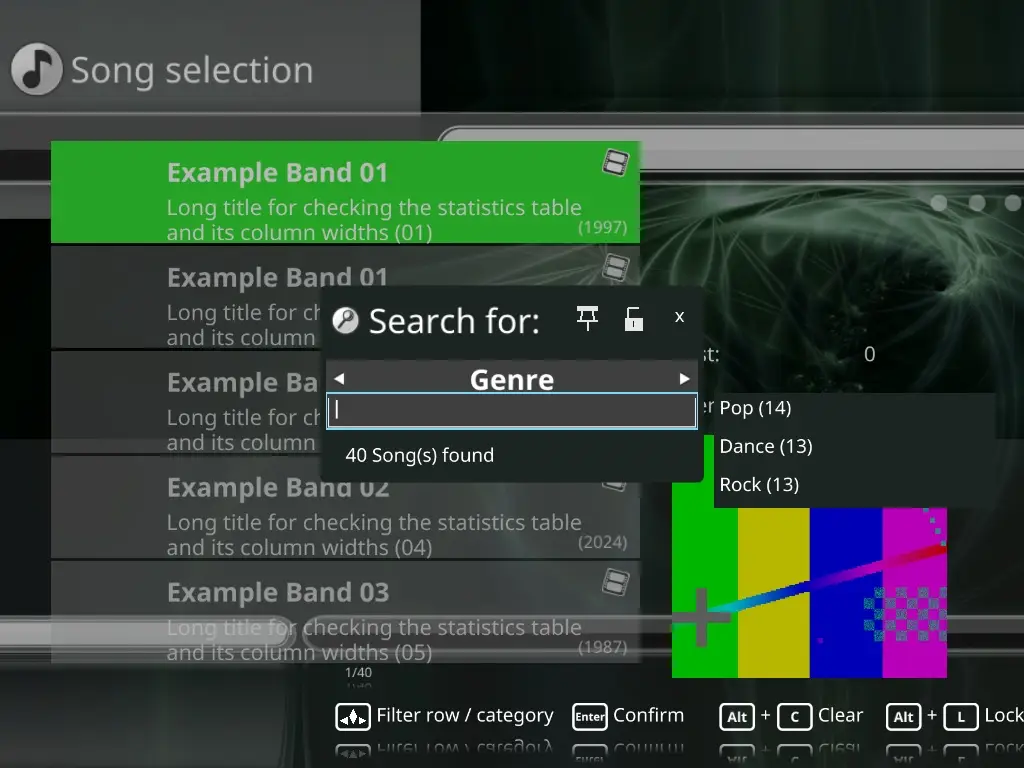 Song selection
Example Band 01
Long title for checking the statistics table
and its column widths (01)
(1997)
Example Band 01
Long title for ch
and its column
Example Ba
Long title for ch
and its column
Example Band 02
Long title for checking the statistics table
and its column widths (04)
(2024)
Example Band 03
Long title for checking the statistics table
and its column widths (05)
(1987)
1/40
Search for:
x
Genre
40 Song(s) found
st:
0
er
Pop (14)
Dance (13)
Rock (13)
Filter row / category
Enter Confirm
Alt + C Clear
Alt + L Lock